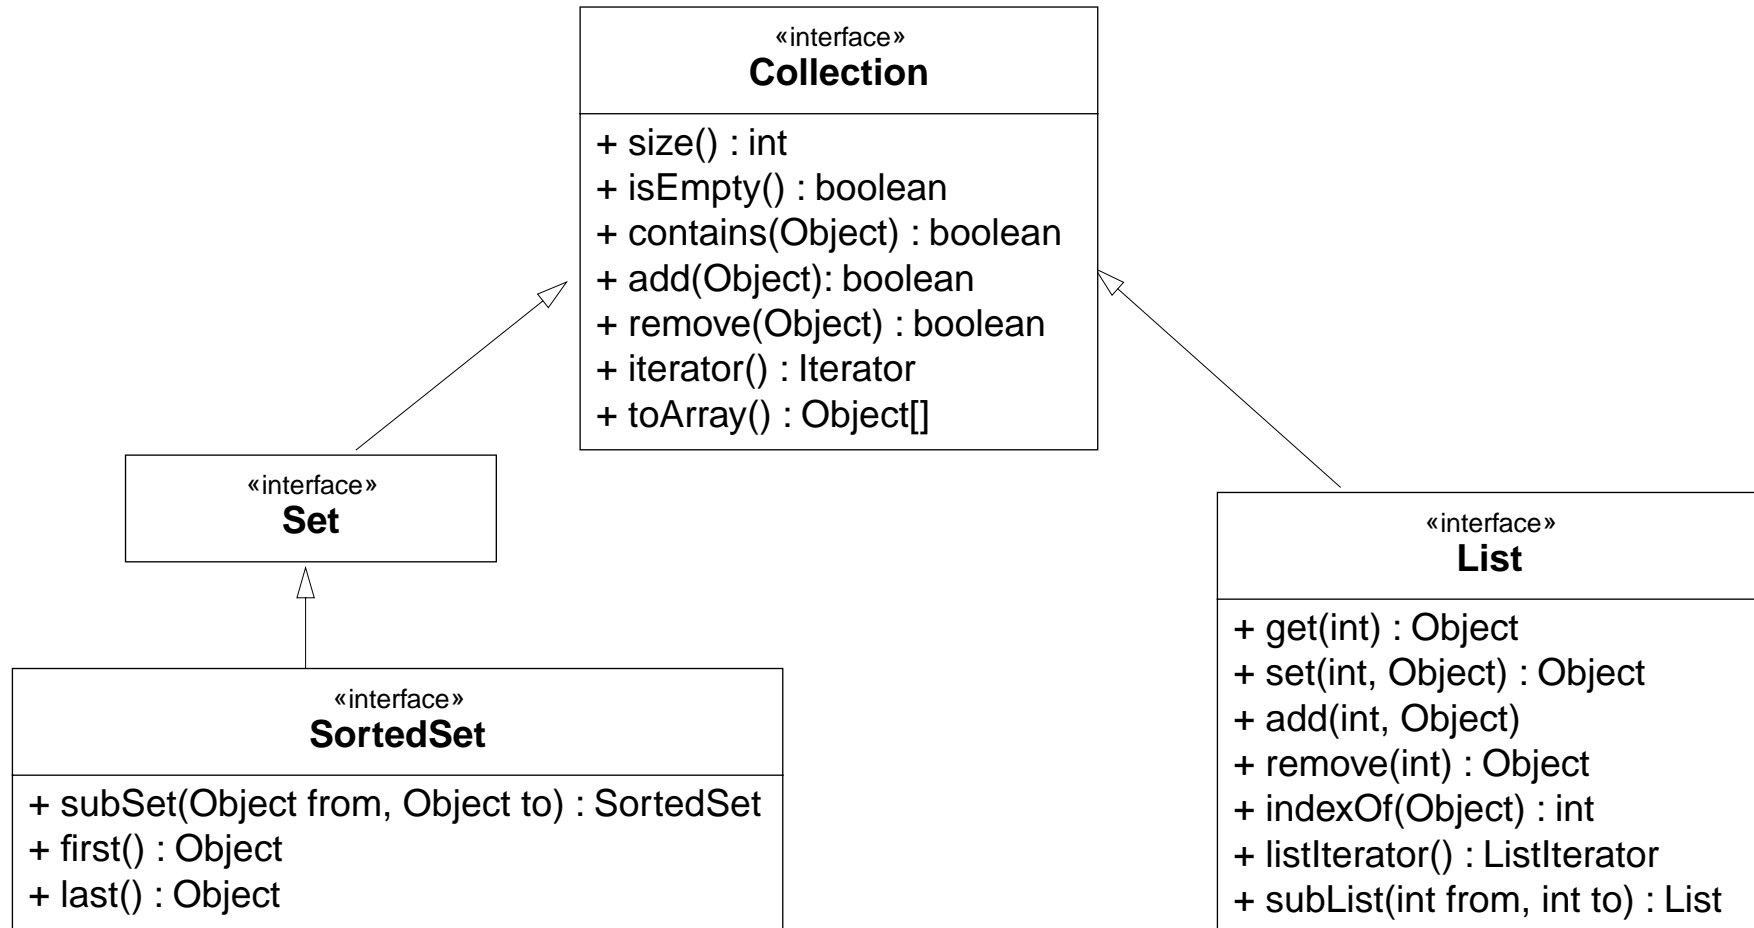 «interface»
Collection
+ size() : int
+ isEmpty() : boolean
+ contains(Object) : boolean
+ add(Object): boolean
+ remove(Object) : boolean
+ iterator() : Iterator
+ toArray() : Object[]
«interface»
Set
«interface»
SortedSet
+ subSet(Object from, Object to) : SortedSet
+ first() : Object
+ last() : Object
«interface»
List
+ get(int) : Object
+ set(int, Object) : Object
+ add(int, Object)
+ remove(int) : Object
+ indexOf(Object) : int
+ listIterator() : ListIterator
+ subList(int from, int to) : List